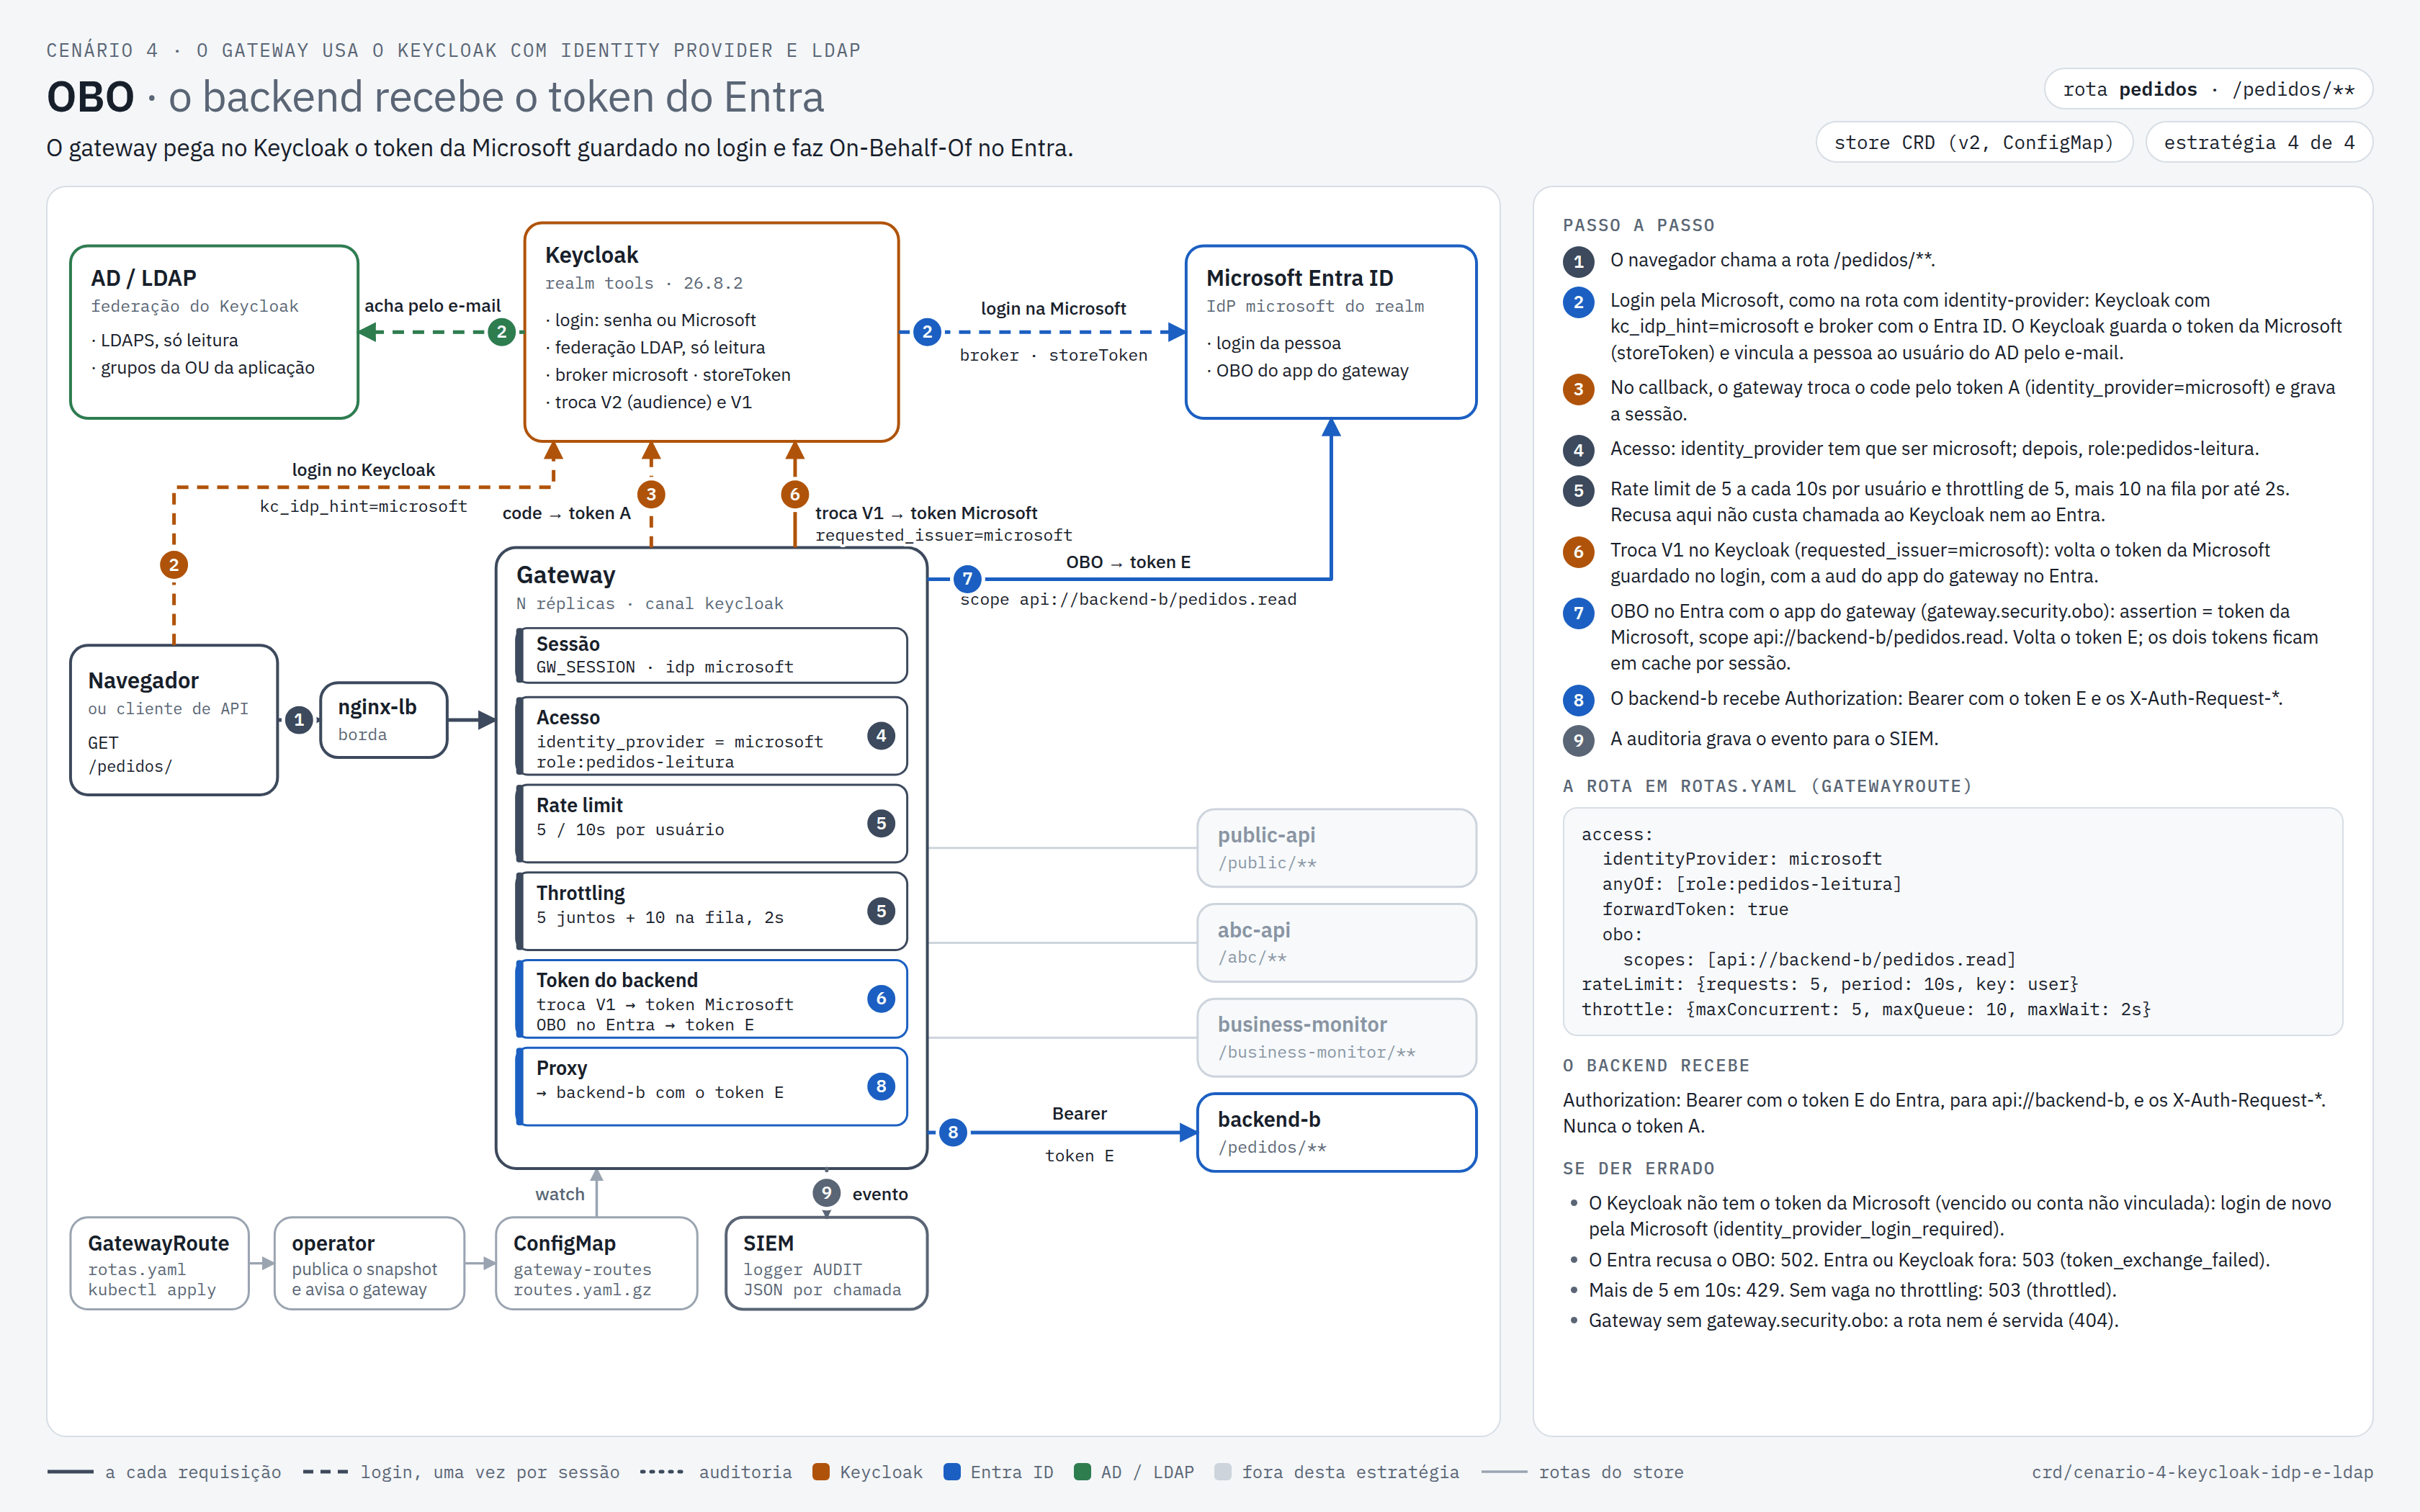 CENÁRIO 4 · O GATEWAY USA O KEYCLOAK COM IDENTITY PROVIDER E LDAP
OBO · o backend recebe o token do Entra
O gateway pega no Keycloak o token da Microsoft guardado no login e faz On-Behalf-Of no Entra.
rota pedidos · /pedidos/**
store CRD (v2, ConfigMap)
estratégia 4 de 4
AD / LDAP
federação do Keycloak
· LDAPS, só leitura
· grupos da OU da aplicação
acha pelo e-mail
2
Keycloak
realm tools · 26.8.2
· login: senha ou Microsoft
· federação LDAP, só leitura
· broker microsoft · storeToken
· troca V2 (audience) e V1
login na Microsoft
2
broker · storeToken
Microsoft Entra ID
IdP microsoft do realm
· login da pessoa
· OBO do app do gateway
login no Keycloak
kc_idp_hint=microsoft
2
3
code → token A
6
troca V1 → token Microsoft
requested_issuer=microsoft
OBO → token E
7
scope api://backend-b/pedidos.read
Navegador
ou cliente de API
GET
/pedidos/
1
nginx-lb
borda
Gateway
N réplicas · canal keycloak
Sessão
GW_SESSION · idp microsoft
Acesso
identity_provider = microsoft
role:pedidos-leitura
4
Rate limit
5 / 10s por usuário
5
Throttling
5 juntos + 10 na fila, 2s
5
Token do backend
troca V1 → token Microsoft
OBO no Entra → token E
6
Proxy
→ backend-b com o token E
8
public-api
/public/**
abc-api
/abc/**
business-monitor
/business-monitor/**
8
Bearer
token E
backend-b
/pedidos/**
watch
9
evento
GatewayRoute
rotas.yaml
kubectl apply
operator
publica o snapshot
e avisa o gateway
ConfigMap
gateway-routes
routes.yaml.gz
SIEM
logger AUDIT
JSON por chamada
PASSO A PASSO
1 O navegador chama a rota /pedidos/**.
2 Login pela Microsoft, como na rota com identity-provider: Keycloak com
kc_idp_hint=microsoft e broker com o Entra ID. O Keycloak guarda o token da Microsoft
(storeToken) e vincula a pessoa ao usuário do AD pelo e-mail.
3 No callback, o gateway troca o code pelo token A (identity_provider=microsoft) e grava
a sessão.
4 Acesso: identity_provider tem que ser microsoft; depois, role:pedidos-leitura.
5 Rate limit de 5 a cada 10s por usuário e throttling de 5, mais 10 na fila por até 2s.
Recusa aqui não custa chamada ao Keycloak nem ao Entra.
6 Troca V1 no Keycloak (requested_issuer=microsoft): volta o token da Microsoft
guardado no login, com a aud do app do gateway no Entra.
7 OBO no Entra com o app do gateway (gateway.security.obo): assertion = token da
Microsoft, scope api://backend-b/pedidos.read. Volta o token E; os dois tokens ficam
em cache por sessão.
8 O backend-b recebe Authorization: Bearer com o token E e os X-Auth-Request-*.
9 A auditoria grava o evento para o SIEM.
A ROTA EM ROTAS.YAML (GATEWAYROUTE)
access:
identityProvider: microsoft
anyOf: [role:pedidos-leitura]
forwardToken: true
obo:
scopes: [api://backend-b/pedidos.read]
rateLimit: {requests: 5, period: 10s, key: user}
throttle: {maxConcurrent: 5, maxQueue: 10, maxWait: 2s}
O BACKEND RECEBE
Authorization: Bearer com o token E do Entra, para api://backend-b, e os X-Auth-Request-*.
Nunca o token A.
SE DER ERRADO
• O Keycloak não tem o token da Microsoft (vencido ou conta não vinculada): login de novo
pela Microsoft (identity_provider_login_required).
• O Entra recusa o OBO: 502. Entra ou Keycloak fora: 503 (token_exchange_failed).
• Mais de 5 em 10s: 429. Sem vaga no throttling: 503 (throttled).
• Gateway sem gateway.security.obo: a rota nem é servida (404).
a cada requisição
login, uma vez por sessão
auditoria
Keycloak
Entra ID
AD / LDAP
fora desta estratégia
rotas do store
crd/cenario-4-keycloak-idp-e-ldap